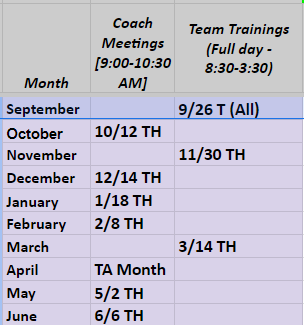 Month
Coach
Meetings
[9:00-10:30
AM]
Team Trainings
(Full day -
8:30-3:30)
September 9/26 T (All)
October 10/12 TH
November 11/30 TH
December 12/14 TH
January 1/18 TH
February 2/8 TH
March 3/14 TH
April TA Month
May 5/2 TH
June 6/6 TH